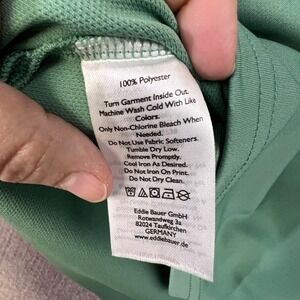 100% Polyester
Turn Garment Inside Out.
Machine Wash Cold With Like
Colors.
Only Non-Chlorine Bleach When
Needed.
Do Not Use Fabric Softeners.
Tumble Dry Low.
Remove Promptly.
Cool Iron As Desired.
Do Not Iron On Print.
Do Not Dry Clean.
Eddie Bauer GmbH
Rotwandweg 3a
82024 Taufkirchen
GERMANY
www.eddiebauer.de